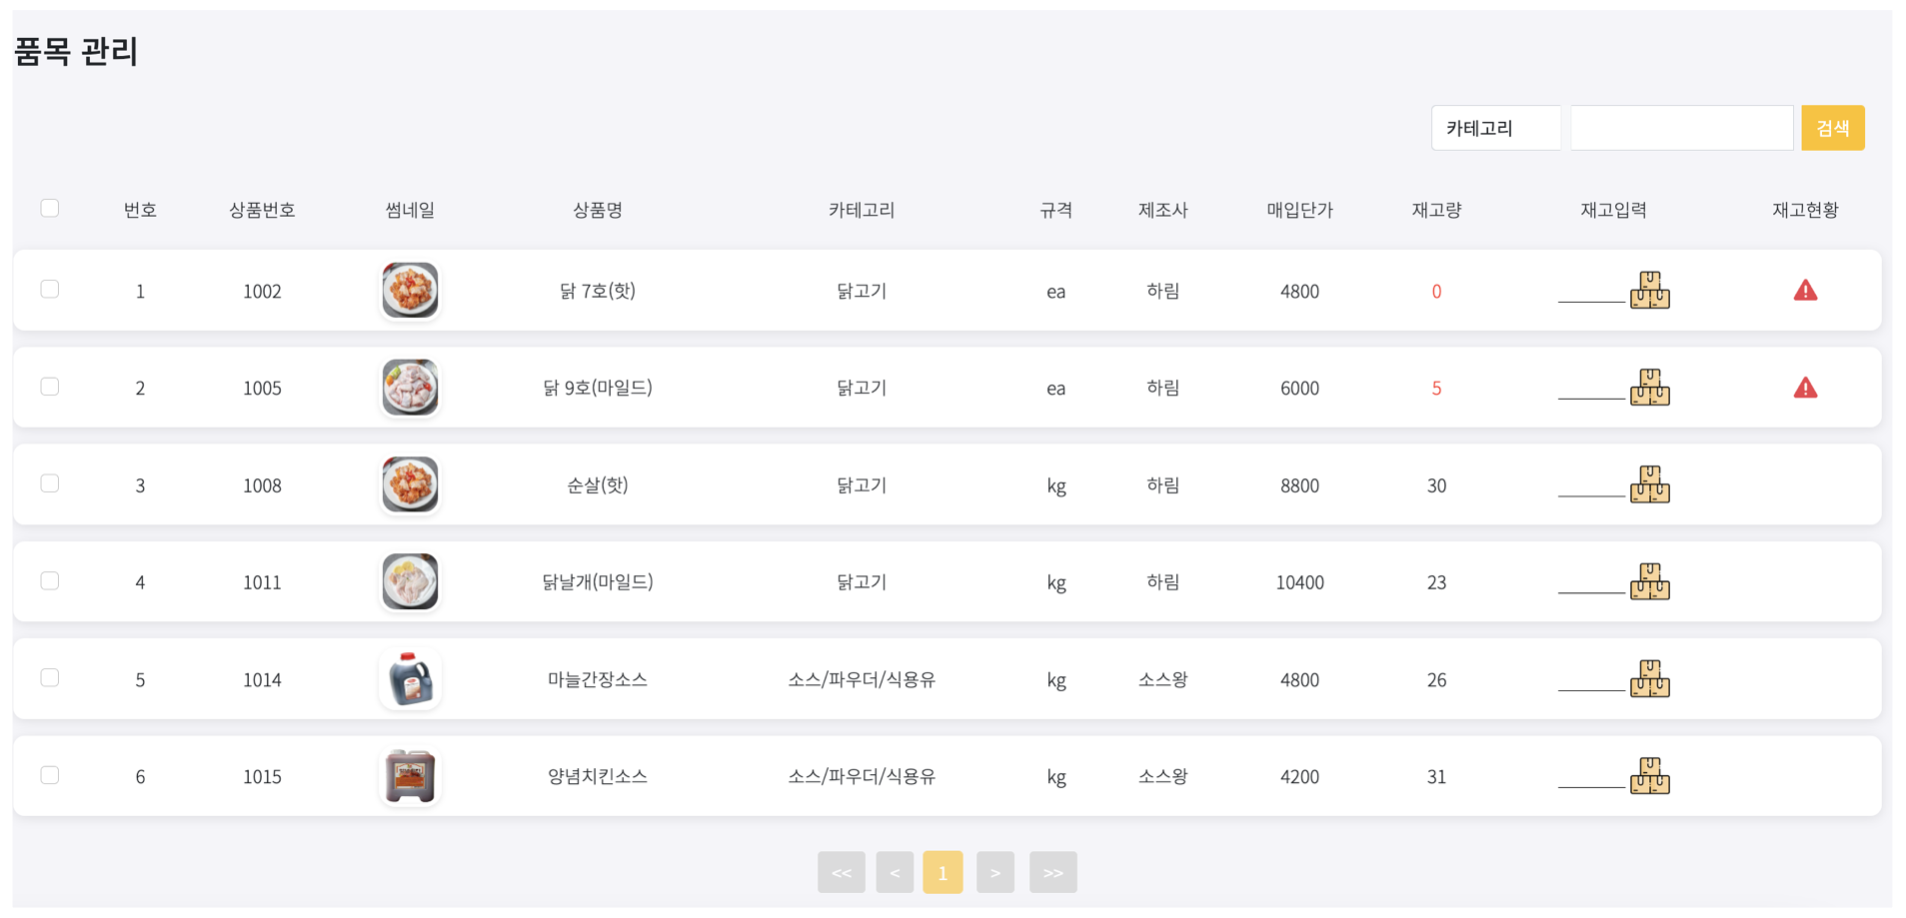 품목 관리
카테고리 검색
번호 상품번호 썸네일 상품명 카테고리 규격 제조사 매입단가 재고량 재고입력 재고현황
1 1002 닭 7호(핫) 닭고기 ea 하림 4800 0
2 1005 닭 9호(마일드) 닭고기 ea 하림 6000 5
3 1008 순살(핫) 닭고기 kg 하림 8800 30
4 1011 닭날개(마일드) 닭고기 kg 하림 10400 23
5 1014 마늘간장소스 소스/파우더/식용유 kg 소스왕 4800 26
6 1015 양념치킨소스 소스/파우더/식용유 kg 소스왕 4200 31
<< < 1 > >>